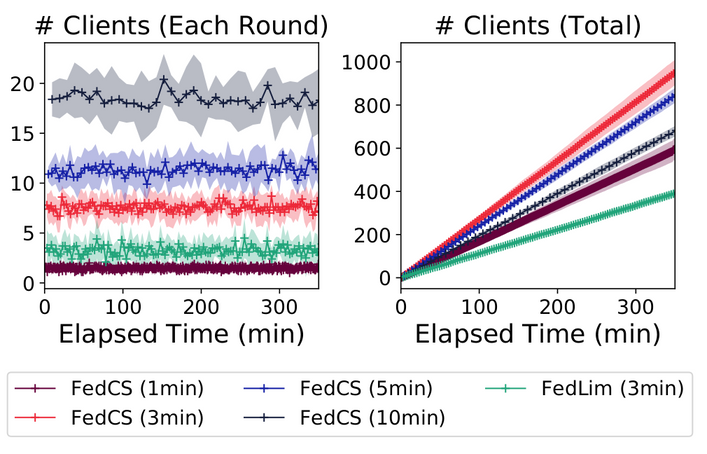 # Clients (Each Round)
20
15
10
5
0
0 100 200 300
Elapsed Time (min)
# Clients (Total)
1000
800
600
400
200
0
0 100 200 300
Elapsed Time (min)
FedCS (1min) FedCS (5min) FedLim (3min)
FedCS (3min) FedCS (10min)